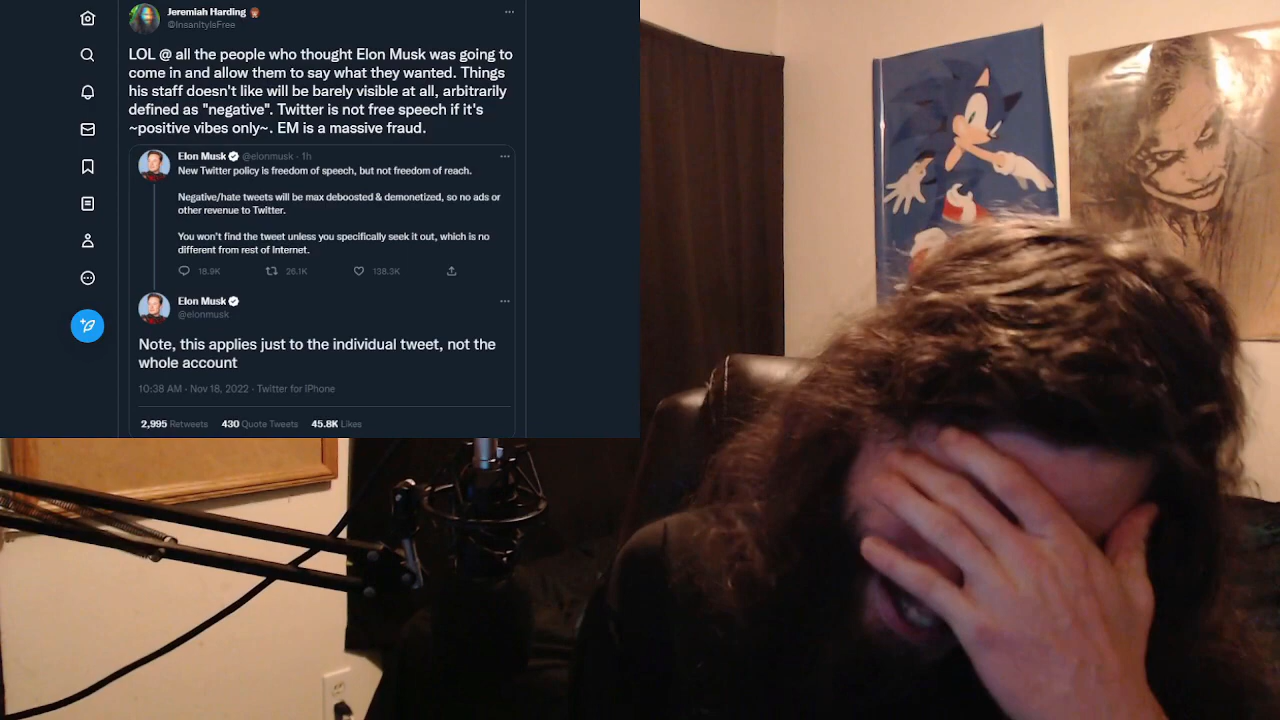 Jeremiah Harding
@InsanityIsFree
LOL @ all the people who thought Elon Musk was going to
come in and allow them to say what they wanted. Things
his staff doesn't like will be barely visible at all, arbitrarily
defined as "negative". Twitter is not free speech if it's
~positive vibes only~. EM is a massive fraud.
Elon Musk @elonmusk · 1h
New Twitter policy is freedom of speech, but not freedom of reach.
Negative/hate tweets will be max deboosted & demonetized, so no ads or
other revenue to Twitter.
You won't find the tweet unless you specifically seek it out, which is no
different from rest of Internet.
18.9K 26.1K 138.3K
Elon Musk
@elonmusk
Note, this applies just to the individual tweet, not the
whole account
10:38 AM · Nov 18, 2022 · Twitter for iPhone
2,995 Retweets 430 Quote Tweets 45.8K Likes